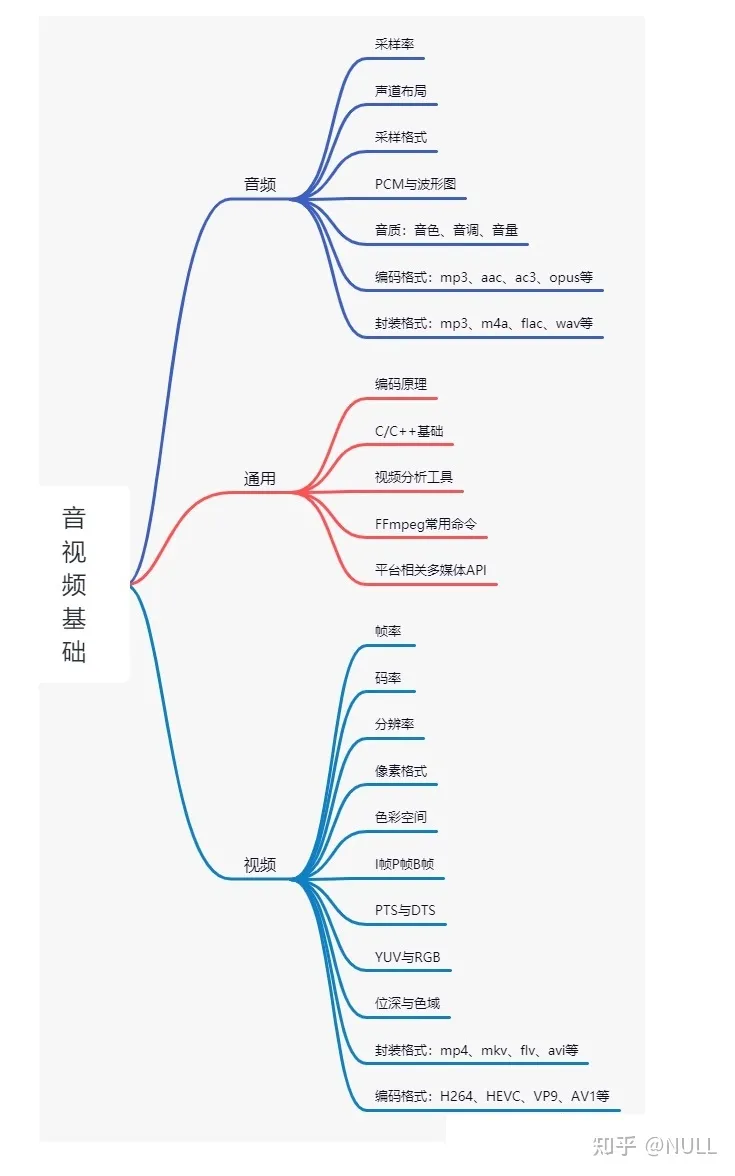 音视频基础
音频
采样率
声道布局
采样格式
PCM与波形图
音质：音色、音调、音量
编码格式：mp3、aac、ac3、opus等
封装格式：mp3、m4a、flac、wav等
通用
编码原理
C/C++基础
视频分析工具
FFmpeg常用命令
平台相关多媒体API
视频
帧率
码率
分辨率
像素格式
色彩空间
I帧P帧B帧
PTS与DTS
YUV与RGB
位深与色域
封装格式：mp4、mkv、flv、avi等
编码格式：H264、HEVC、VP9、AV1等
知乎 @NULL